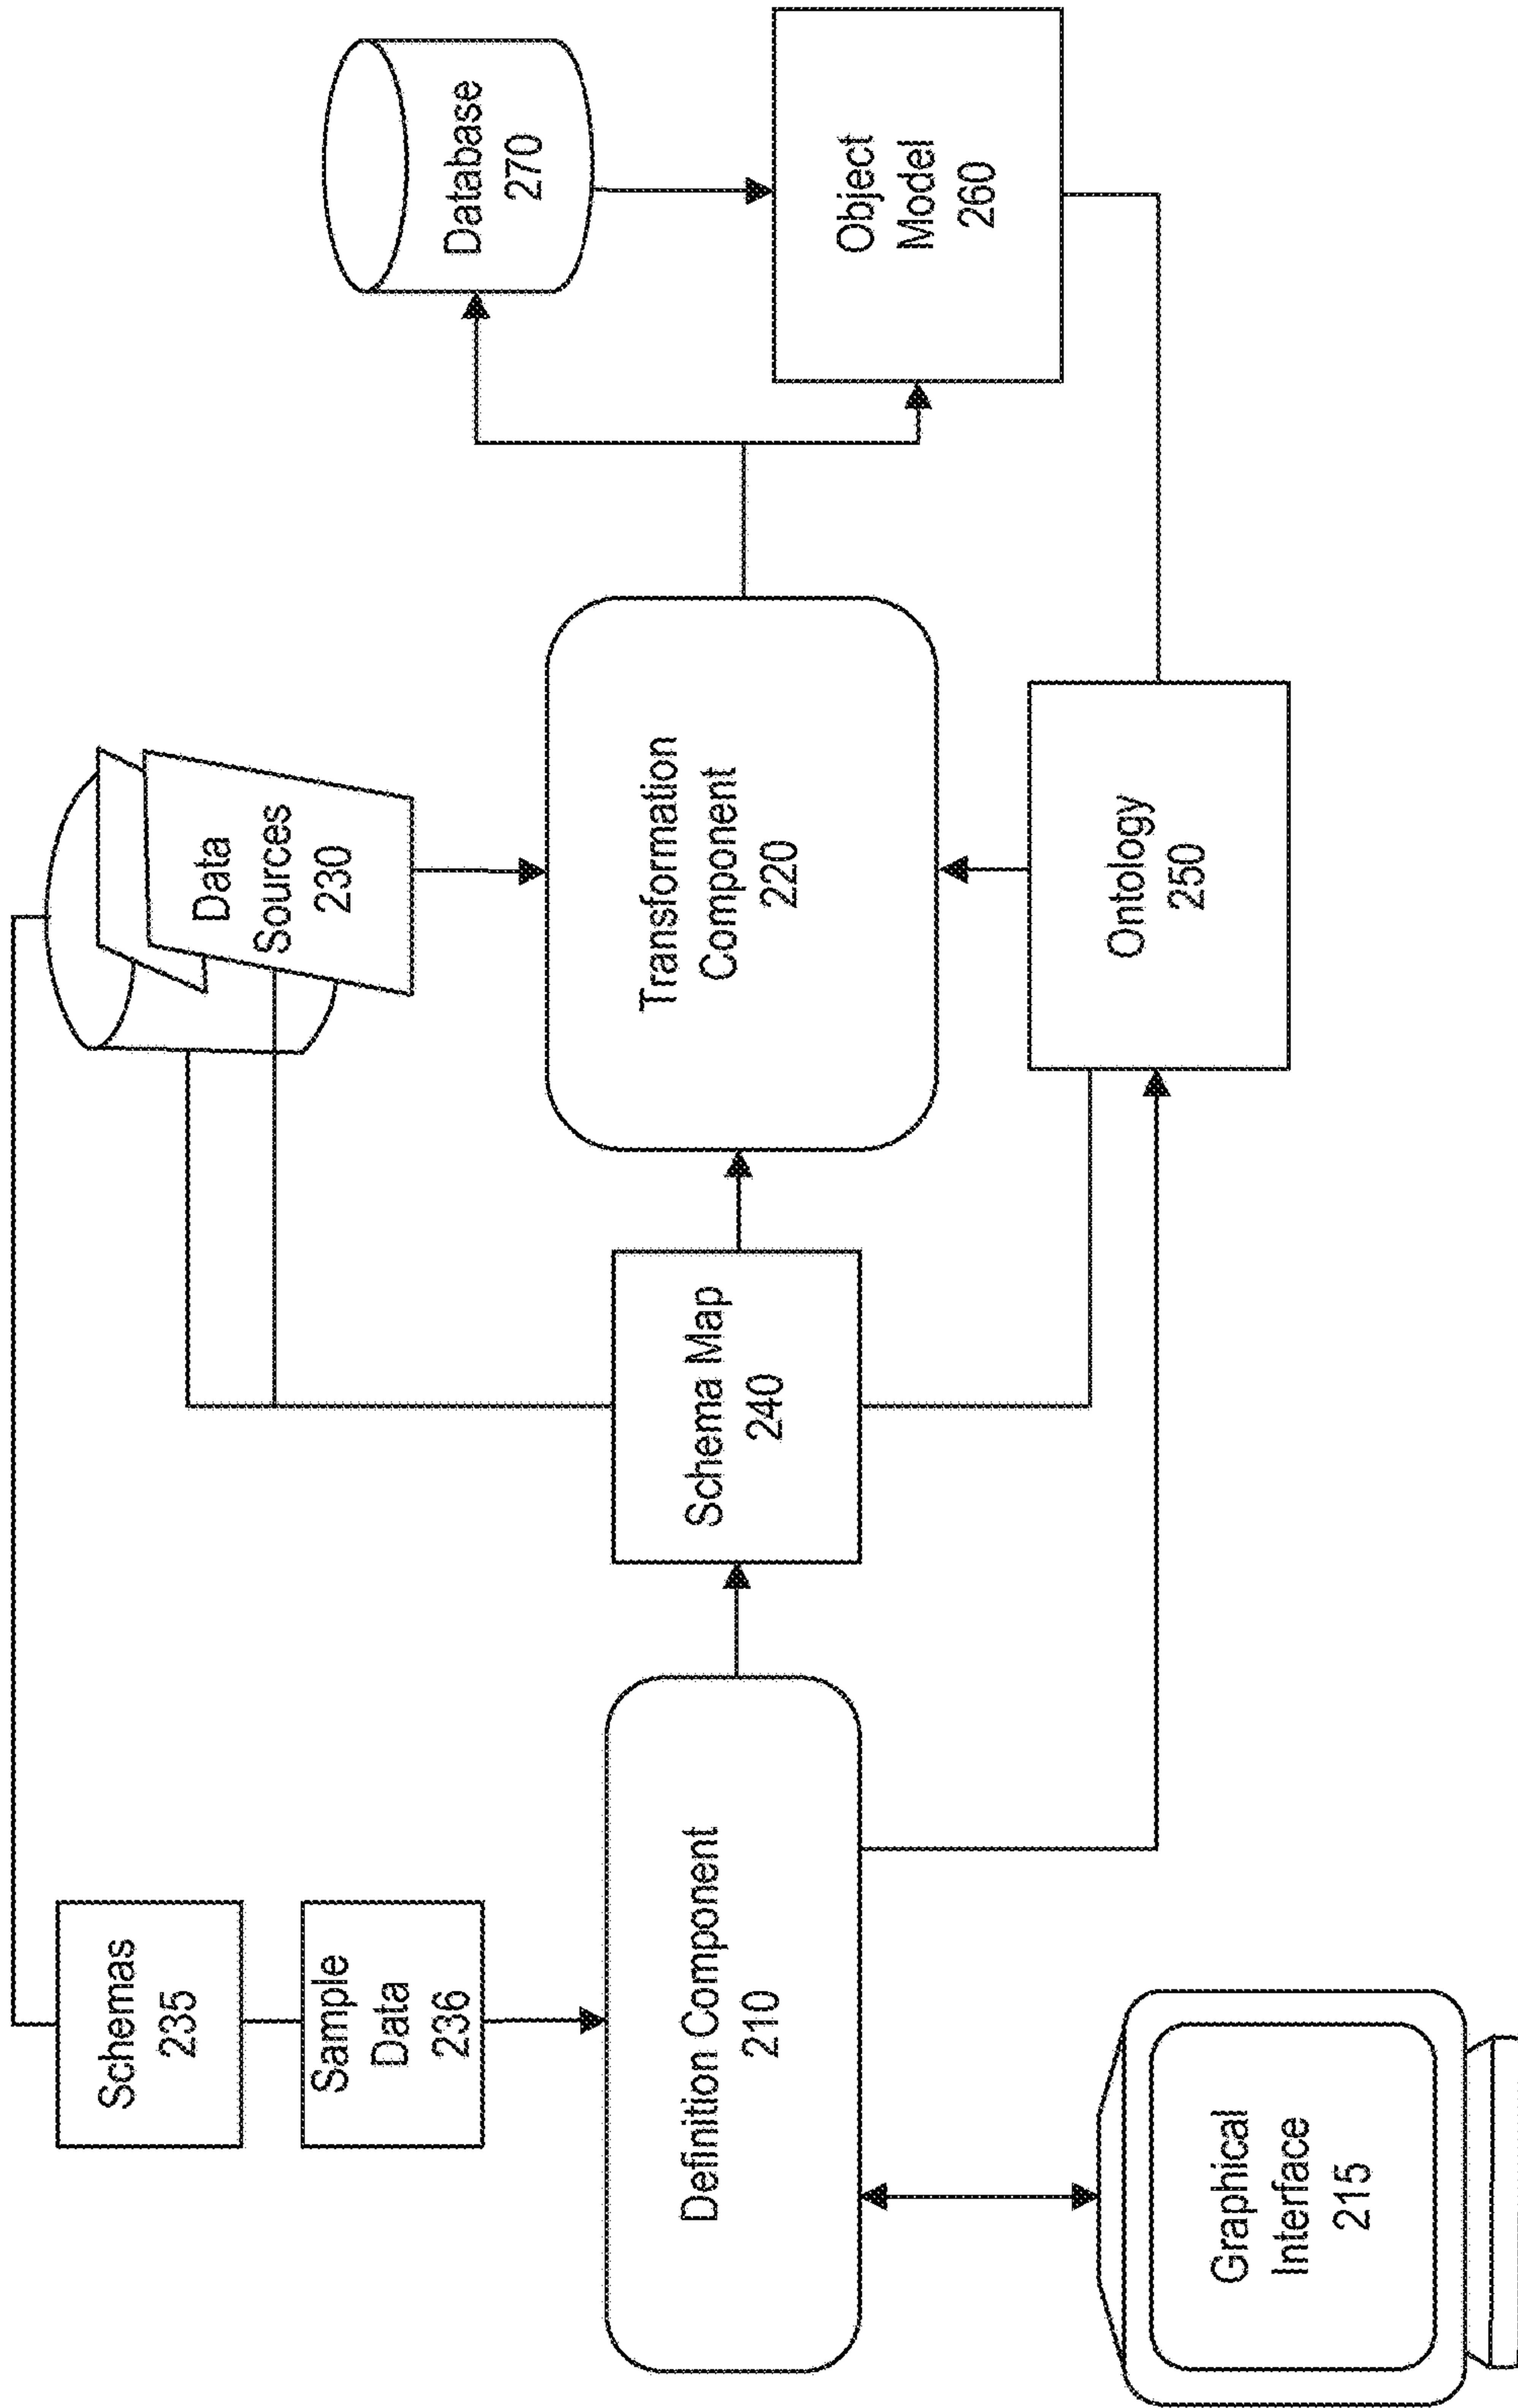 Schemas
235
Sample
Data
236
Definition Component
210
Graphical
Interface
215
Schema Map
240
Data
Sources
230
Transformation
Component
220
Ontology
250
Database
270
Object
Model
260